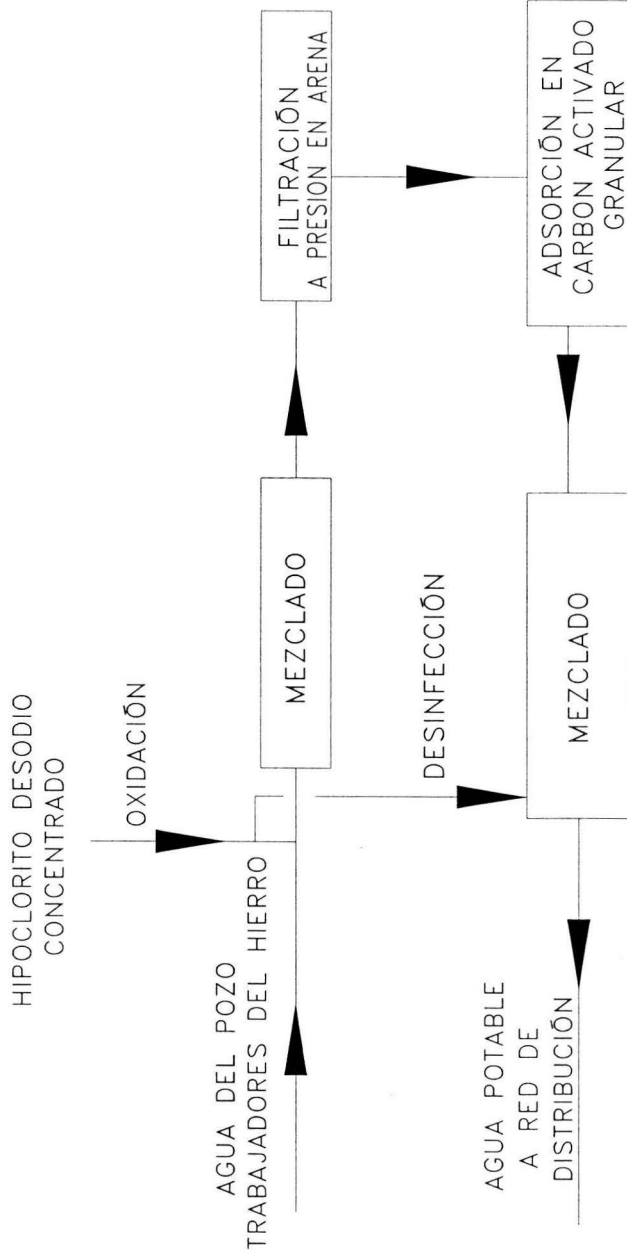 HIPOCLORITO DESODIO
CONCENTRADO
OXIDACIÓN
AGUA DEL POZO
TRABAJADORES DEL HIERRO
MEZCLADO
FILTRACIÓN
A PRESION EN ARENA
DESINFECCIÓN
AGUA POTABLE
A RED DE
DISTRIBUCIÓN
MEZCLADO
ADSORCIÓN EN
CARBON ACTIVADO
GRANULAR